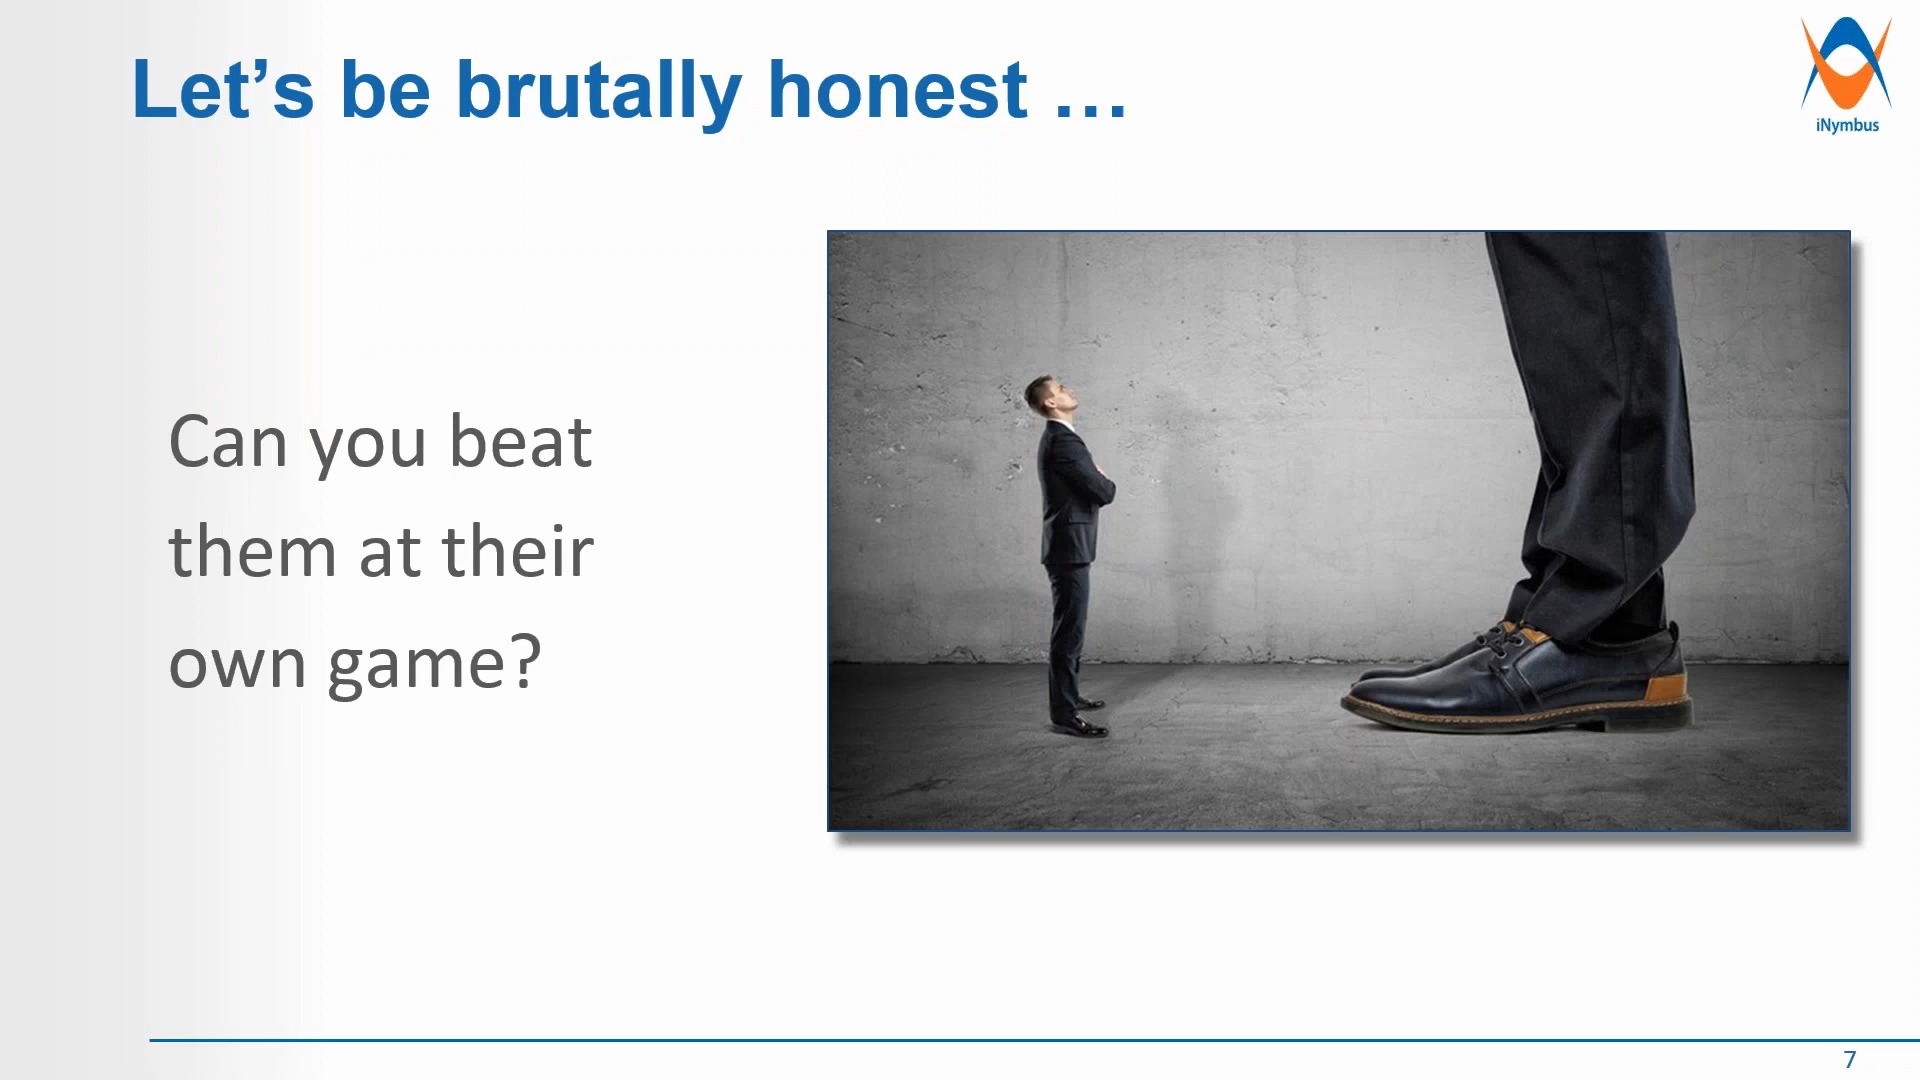 Let’s be brutally honest …
iNymbus
Can you beat
them at their
own game?
7